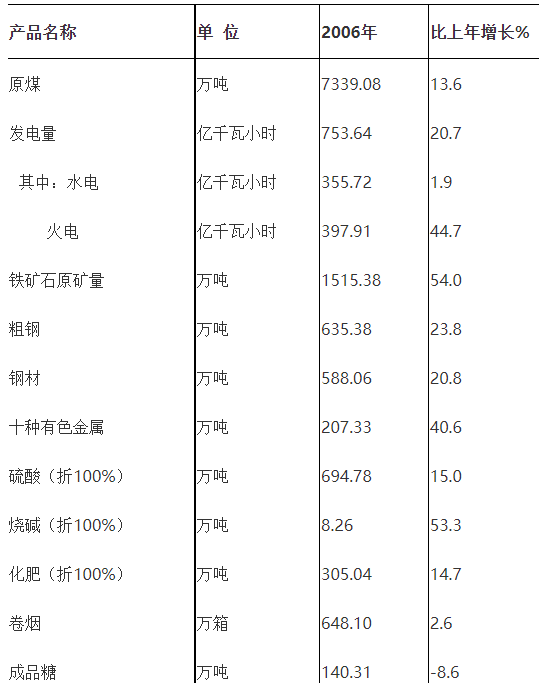 产品名称 单 位 2006年 比上年增长%
原煤 万吨 7339.08 13.6
发电量 亿千瓦小时 753.64 20.7
其中：水电 亿千瓦小时 355.72 1.9
火电 亿千瓦小时 397.91 44.7
铁矿石原矿量 万吨 1515.38 54.0
粗钢 万吨 635.38 23.8
钢材 万吨 588.06 20.8
十种有色金属 万吨 207.33 40.6
硫酸（折100%） 万吨 694.78 15.0
烧碱（折100%） 万吨 8.26 53.3
化肥（折100%） 万吨 305.04 14.7
卷烟 万箱 648.10 2.6
成品糖 万吨 140.31 -8.6